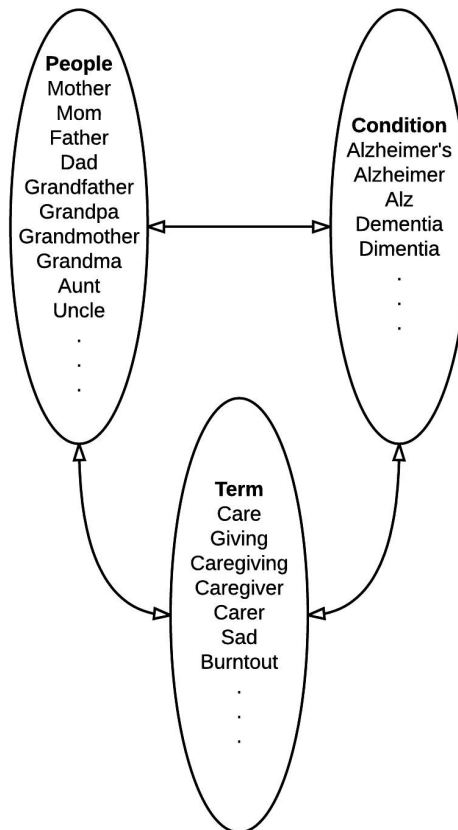 People
Mother
Mom
Father
Dad
Grandfather
Grandpa
Grandmother
Grandma
Aunt
Uncle
.
.
.
Condition
Alzheimer's
Alzheimer
Alz
Dementia
Dimentia
.
.
.
Term
Care
Giving
Caregiving
Caregiver
Carer
Sad
Burntout
.
.
.